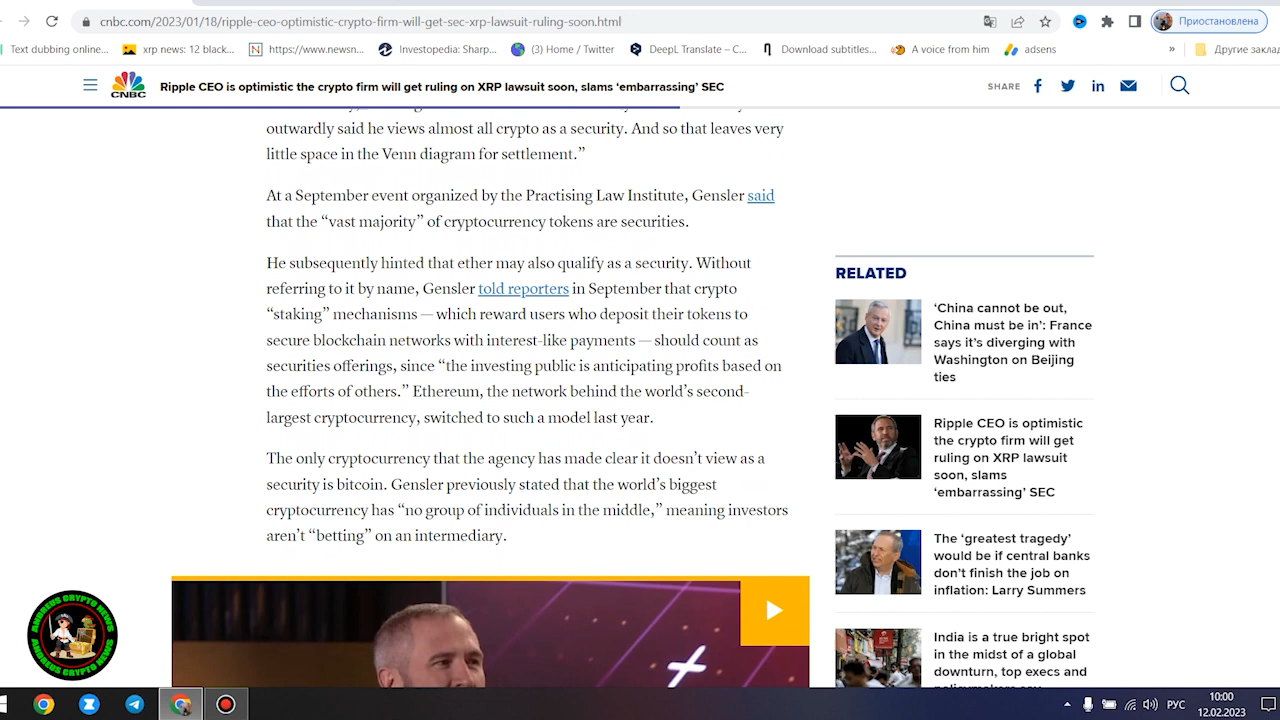 cnbc.com/2023/01/18/ripple-ceo-optimistic-crypto-firm-will-get-sec-xrp-lawsuit-ruling-soon.html
Приостановлена
Text dubbing online...
xrp news: 12 black...
https://www.newsn...
Investopedia: Sharp...
(3) Home / Twitter
DeepL Translate – C...
Download subtitles...
A voice from him
adsens
»
Другие закла
CNBC
Ripple CEO is optimistic the crypto firm will get ruling on XRP lawsuit soon, slams ‘embarrassing’ SEC
SHARE
outwardly said he views almost all crypto as a security. And so that leaves very
little space in the Venn diagram for settlement.”
At a September event organized by the Practising Law Institute, Gensler said
that the “vast majority” of cryptocurrency tokens are securities.
He subsequently hinted that ether may also qualify as a security. Without
referring to it by name, Gensler told reporters in September that crypto
“staking” mechanisms — which reward users who deposit their tokens to
secure blockchain networks with interest-like payments — should count as
securities offerings, since “the investing public is anticipating profits based on
the efforts of others.” Ethereum, the network behind the world’s second-
largest cryptocurrency, switched to such a model last year.
The only cryptocurrency that the agency has made clear it doesn’t view as a
security is bitcoin. Gensler previously stated that the world’s biggest
cryptocurrency has “no group of individuals in the middle,” meaning investors
aren’t “betting” on an intermediary.
RELATED
‘China cannot be out,
China must be in’: France
says it’s diverging with
Washington on Beijing
ties
Ripple CEO is optimistic
the crypto firm will get
ruling on XRP lawsuit
soon, slams
‘embarrassing’ SEC
The ‘greatest tragedy’
would be if central banks
don’t finish the job on
inflation: Larry Summers
India is a true bright spot
in the midst of a global
downturn, top execs and
ANDREUS CRYPTO NEWS
ANDREUS CRYPTO NEWS
РУС
10:00
12.02.2023